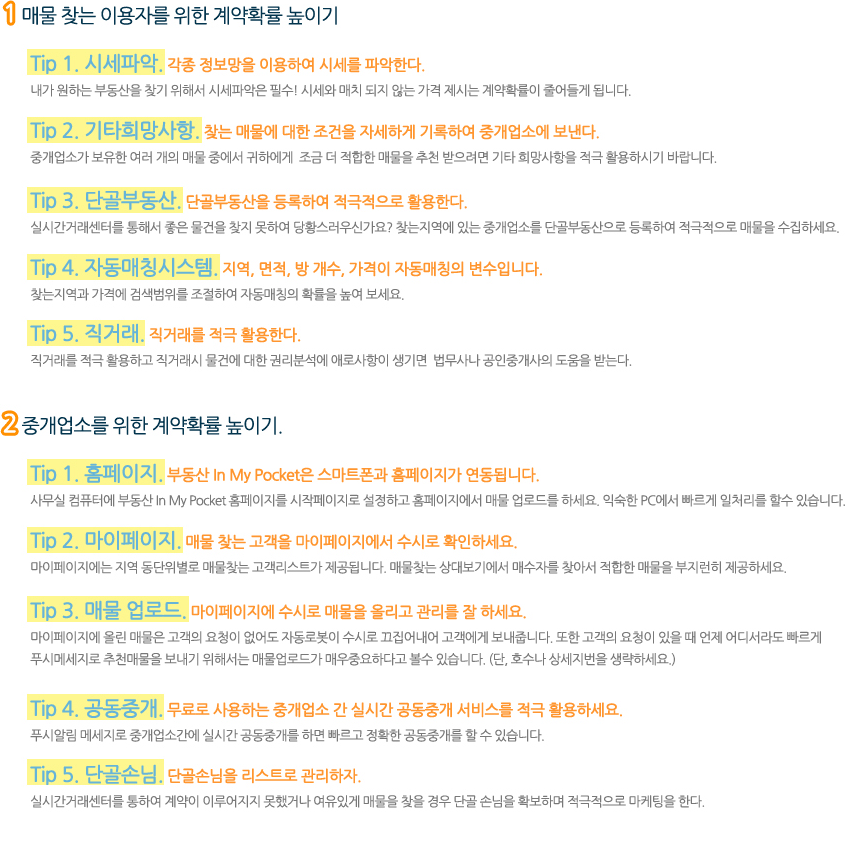 1 매물 찾는 이용자를 위한 계약확률 높이기
Tip 1. 시세파악. 각종 정보망을 이용하여 시세를 파악한다.
내가 원하는 부동산을 찾기 위해서 시세파악은 필수! 시세와 매치 되지 않는 가격 제시는 계약확률이 줄어들게 됩니다.
Tip 2. 기타희망사항. 찾는 매물에 대한 조건을 자세하게 기록하여 중개업소에 보낸다.
중개업소가 보유한 여러 개의 매물 중에서 귀하에게 조금 더 적합한 매물을 추천 받으려면 기타 희망사항을 적극 활용하시기 바랍니다.
Tip 3. 단골부동산. 단골부동산을 등록하여 적극적으로 활용한다.
실시간거래센터를 통해서 좋은 물건을 찾지 못하여 당황스러우신가요? 찾는지역에 있는 중개업소를 단골부동산으로 등록하여 적극적으로 매물을 수집하세요.
Tip 4. 자동매칭시스템. 지역, 면적, 방 개수, 가격이 자동매칭의 변수입니다.
찾는지역과 가격에 검색범위를 조절하여 자동매칭의 확률을 높여 보세요.
Tip 5. 직거래. 직거래를 적극 활용한다.
직거래를 적극 활용하고 직거래시 물건에 대한 권리분석에 애로사항이 생기면 법무사나 공인중개사의 도움을 받는다.
2 중개업소를 위한 계약확률 높이기.
Tip 1. 홈페이지. 부동산 In My Pocket은 스마트폰과 홈페이지가 연동됩니다.
사무실 컴퓨터에 부동산 In My Pocket 홈페이지를 시작페이지로 설정하고 홈페이지에서 매물 업로드를 하세요. 익숙한 PC에서 빠르게 일처리를 할수 있습니다.
Tip 2. 마이페이지. 매물 찾는 고객을 마이페이지에서 수시로 확인하세요.
마이페이지에는 지역 동단위별로 매물찾는 고객리스트가 제공됩니다. 매물찾는 상대보기에서 매수자를 찾아서 적합한 매물을 부지런히 제공하세요.
Tip 3. 매물 업로드. 마이페이지에 수시로 매물을 올리고 관리를 잘 하세요.
마이페이지에 올린 매물은 고객의 요청이 없어도 자동로봇이 수시로 끄집어내어 고객에게 보내줍니다. 또한 고객의 요청이 있을 때 언제 어디서라도 빠르게
푸시메세지로 추천매물을 보내기 위해서는 매물업로드가 매우중요하다고 볼수 있습니다. (단, 호수나 상세지번을 생략하세요.)
Tip 4. 공동중개. 무료로 사용하는 중개업소 간 실시간 공동중개 서비스를 적극 활용하세요.
푸시알림 메세지로 중개업소간에 실시간 공동중개를 하면 빠르고 정확한 공동중개를 할 수 있습니다.
Tip 5. 단골손님. 단골손님을 리스트로 관리하자.
실시간거래센터를 통하여 계약이 이루어지지 못했거나 여유있게 매물을 찾을 경우 단골 손님을 확보하며 적극적으로 마케팅을 한다.